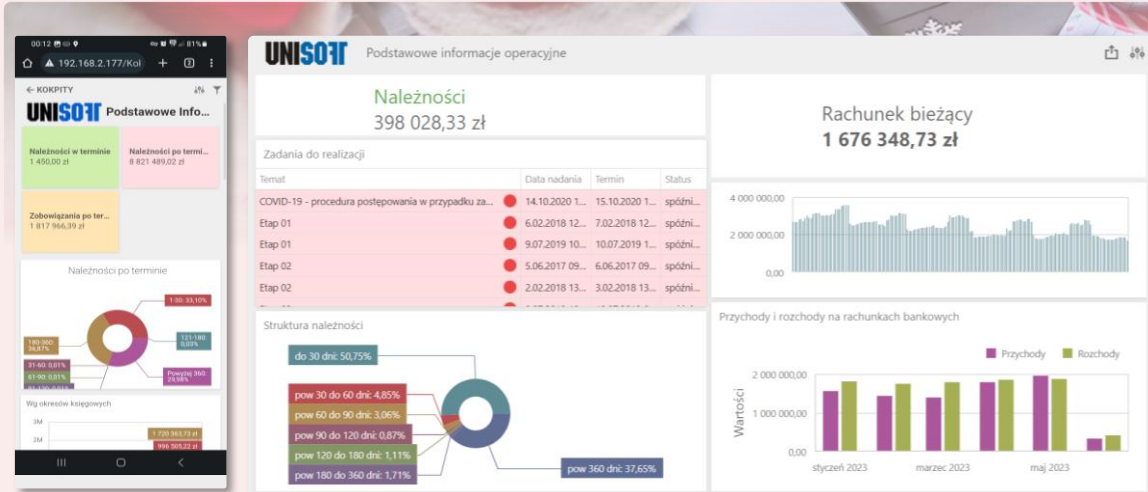 00:12 81%
192.168.2.177/Kol
← KOKPITY
UNISOFT Podstawowe Info...
Należności w terminie
1 450,00 zł
Należności po termi...
8 821 489,02 zł
Zobowiązania po ter...
1 817 966,39 zł
Należności po terminie
1-30: 33,10%
180-360:
36,87%
121-180:
0,03%
31-60: 0,01%
61-90: 0,01%
Powyżej 360:
29,98%
Wg okresów księgowych
3M
3M
1 720 363,73 zł
996 505,22 zł
UNISOFT Podstawowe informacje operacyjne
Należności
398 028,33 zł
Rachunek bieżący
1 676 348,73 zł
Zadania do realizacji
Temat Data nadania Termin Status
COVID-19 - procedura postępowania w przypadku za... 14.10.2020 1... 15.10.2020 1... spóźni...
Etap 01 6.02.2018 12... 7.02.2018 12... spóźni...
Etap 01 9.07.2019 10... 10.07.2019 1... spóźni...
Etap 02 5.06.2017 09... 6.06.2017 09... spóźni...
Etap 02 2.02.2018 13... 3.02.2018 13... spóźni...
4 000 000,00
2 000 000,00
0,00
Struktura należności
do 30 dni: 50,75%
pow 30 do 60 dni: 4,85%
pow 60 do 90 dni: 3,06%
pow 90 do 120 dni: 0,87%
pow 120 do 180 dni: 1,11%
pow 180 do 360 dni: 1,71%
pow 360 dni: 37,65%
Przychody i rozchody na rachunkach bankowych
Przychody Rozchody
Wartości
2 000 000,00
1 000 000,00
0,00
styczeń 2023 marzec 2023 maj 2023